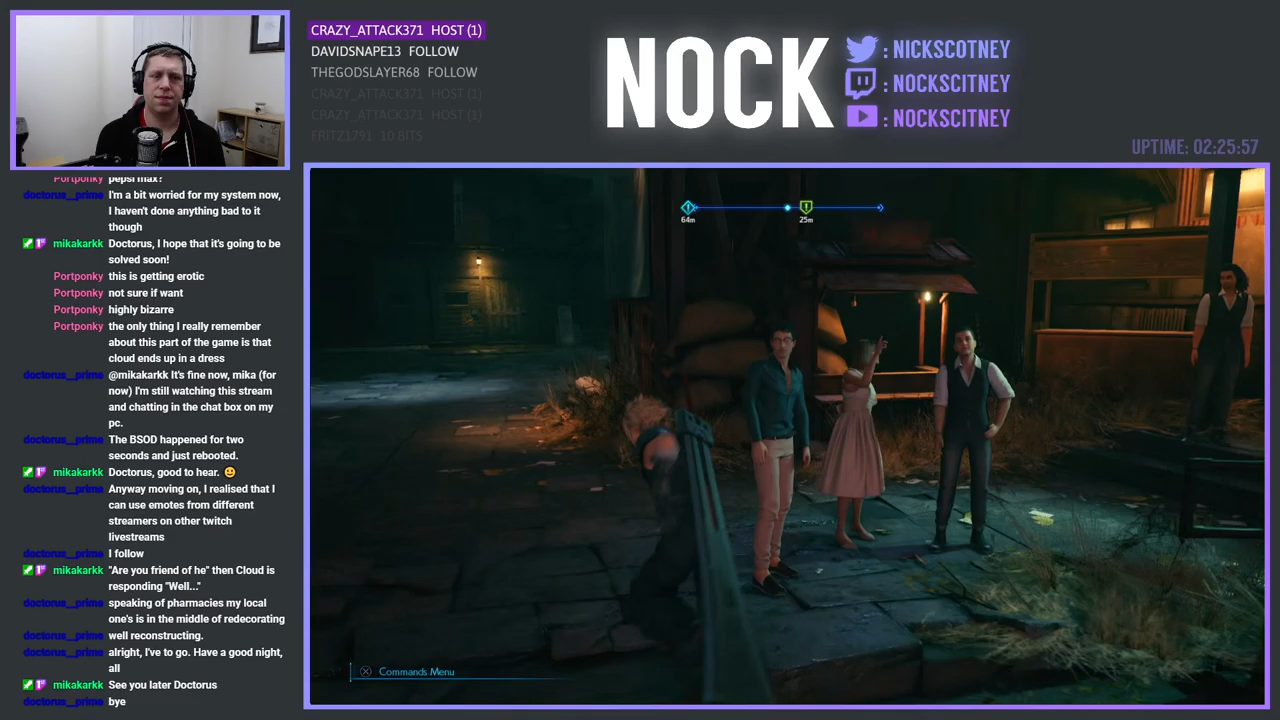 CRAZY_ATTACK371 HOST (1)
DAVIDSNAPE13 FOLLOW
THEGODSLAYER68 FOLLOW
CRAZY_ATTACK371 HOST (1)
CRAZY_ATTACK371 HOST (1)
FRITZ1791 10 BITS
NOCK
: NICKSCOTNEY
: NOCKSCITNEY
: NOCKSCITNEY
UPTIME: 02:25:57
Portponky pepsi max?
doctorus__prime I'm a bit worried for my system now,
I haven't done anything bad to it
though
mikakarkk Doctorus, I hope that it's going to be
solved soon!
Portponky this is getting erotic
Portponky not sure if want
Portponky highly bizarre
Portponky the only thing I really remember
about this part of the game is that
cloud ends up in a dress
doctorus__prime @mikakarkk It's fine now, mika (for
now) I'm still watching this stream
and chatting in the chat box on my
pc.
doctorus__prime The BSOD happened for two
seconds and just rebooted.
mikakarkk Doctorus, good to hear. 😀
doctorus__prime Anyway moving on, I realised that I
can use emotes from different
streamers on other twitch
livestreams
doctorus__prime I follow
mikakarkk "Are you friend of he" then Cloud is
responding "Well..."
doctorus__prime speaking of pharmacies my local
one's is in the middle of redecorating
doctorus__prime well reconstructing.
doctorus__prime alright, I've to go. Have a good night,
all
mikakarkk See you later Doctorus
doctorus__prime bye
64m
25m
Commands Menu